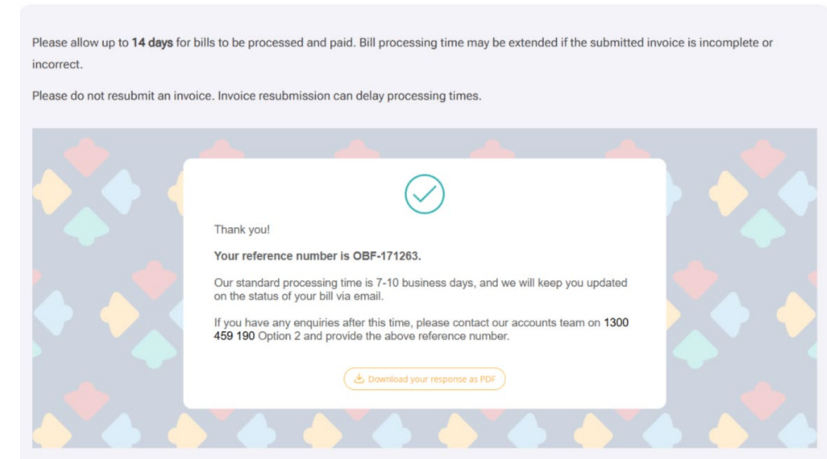 Please allow up to 14 days for bills to be processed and paid. Bill processing time may be extended if the submitted invoice is incomplete or
incorrect.
Please do not resubmit an invoice. Invoice resubmission can delay processing times.
Thank you!
Your reference number is OBF-171263.
Our standard processing time is 7-10 business days, and we will keep you updated
on the status of your bill via email.
If you have any enquiries after this time, please contact our accounts team on 1300
459 190 Option 2 and provide the above reference number.
Download your response as PDF